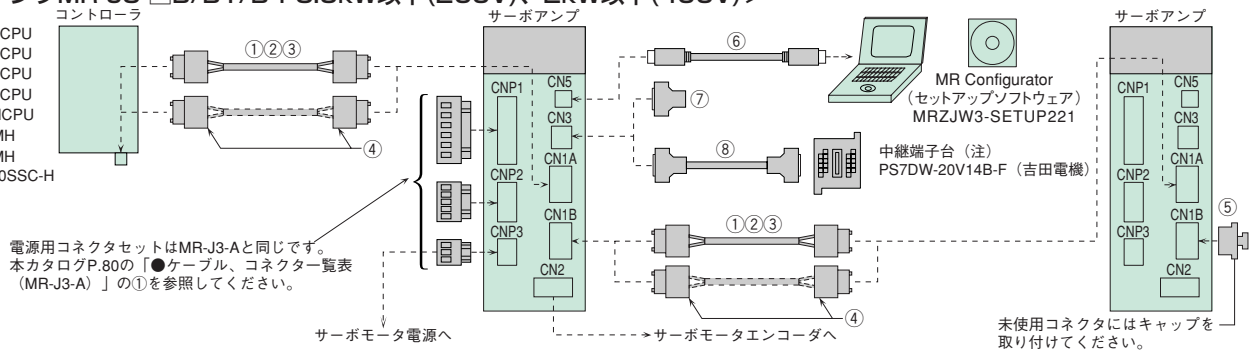 コントローラ
CPU
CPU
CPU
CPU
CPU
MH
MH
0SSC-H
①②③
④
サーボアンプ
CNP1
CNP2
CNP3
CN5
CN3
CN1A
CN1B
CN2
⑥
⑦
⑧
MR Configurator
(セットアップソフトウェア)
MRZJW3-SETUP221
中継端子台(注)
PS7DW-20V14B-F(吉田電機)
①②③
④
電源用コネクタセットはMR-J3-Aと同じです。
本カタログP.80の「●ケーブル、コネクタ一覧表
(MR-J3-A)」の①を参照してください。
サーボモータ電源へ
サーボモータエンコーダへ
サーボアンプ
CNP1
CNP2
CNP3
CN5
CN3
CN1A
CN1B
CN2
⑤
未使用コネクタにはキャップを
取り付けてください。